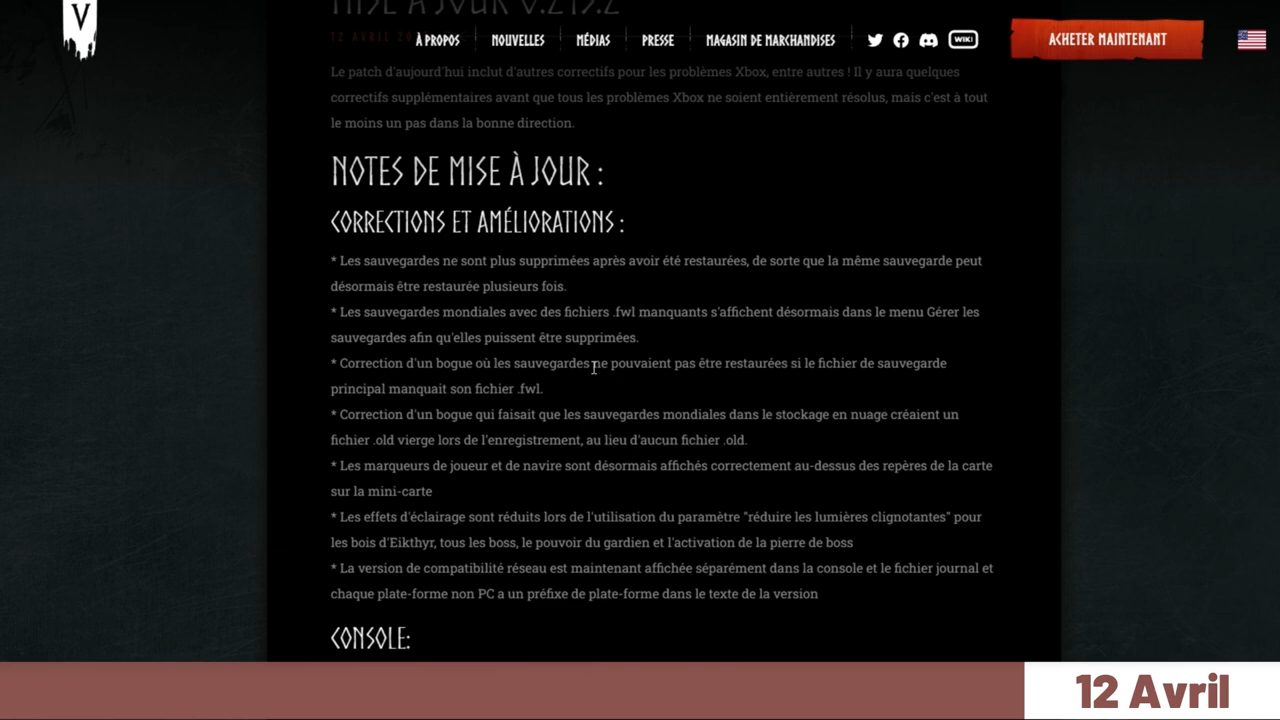 MISE À JOUR 0.215.2
À PROPOS
NOUVELLES
MÉDIAS
PRESSE
MAGASIN DE MARCHANDISES
WIKI
ACHETER MAINTENANT
V
12 AVRIL
Le patch d'aujourd'hui inclut d'autres correctifs pour les problèmes Xbox, entre autres ! Il y aura quelques
correctifs supplémentaires avant que tous les problèmes Xbox ne soient entièrement résolus, mais c'est à tout
le moins un pas dans la bonne direction.
NOTES DE MISE À JOUR :
CORRECTIONS ET AMÉLIORATIONS :
* Les sauvegardes ne sont plus supprimées après avoir été restaurées, de sorte que la même sauvegarde peut
désormais être restaurée plusieurs fois.
* Les sauvegardes mondiales avec des fichiers .fwl manquants s'affichent désormais dans le menu Gérer les
sauvegardes afin qu'elles puissent être supprimées.
* Correction d'un bogue où les sauvegardes ne pouvaient pas être restaurées si le fichier de sauvegarde
principal manquait son fichier .fwl.
* Correction d'un bogue qui faisait que les sauvegardes mondiales dans le stockage en nuage créaient un
fichier .old vierge lors de l'enregistrement, au lieu d'aucun fichier .old.
* Les marqueurs de joueur et de navire sont désormais affichés correctement au-dessus des repères de la carte
sur la mini-carte
* Les effets d'éclairage sont réduits lors de l'utilisation du paramètre "réduire les lumières clignotantes" pour
les bois d'Eikthyr, tous les boss, le pouvoir du gardien et l'activation de la pierre de boss
* La version de compatibilité réseau est maintenant affichée séparément dans la console et le fichier journal et
chaque plate-forme non PC a un préfixe de plate-forme dans le texte de la version
CONSOLE:
12 Avril